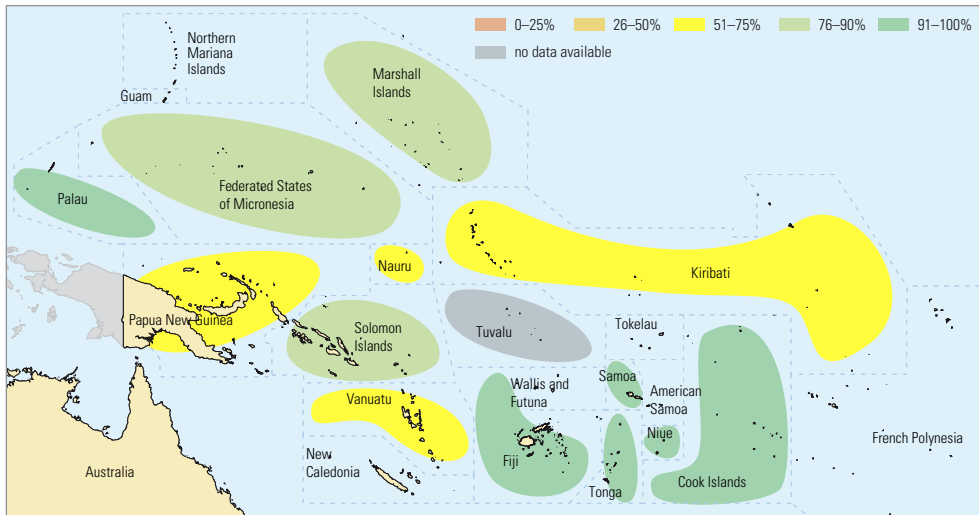 0–25%
26–50%
51–75%
76–90%
91–100%
no data available
Northern
Mariana
Islands
Guam
Marshall
Islands
Federated States
of Micronesia
Palau
Nauru
Kiribati
Papua New Guinea
Solomon
Islands
Tuvalu
Tokelau
Wallis and
Futuna
Samoa
American
Samoa
Vanuatu
Niue
New
Caledonia
Fiji
Tonga
Cook Islands
French Polynesia
Australia